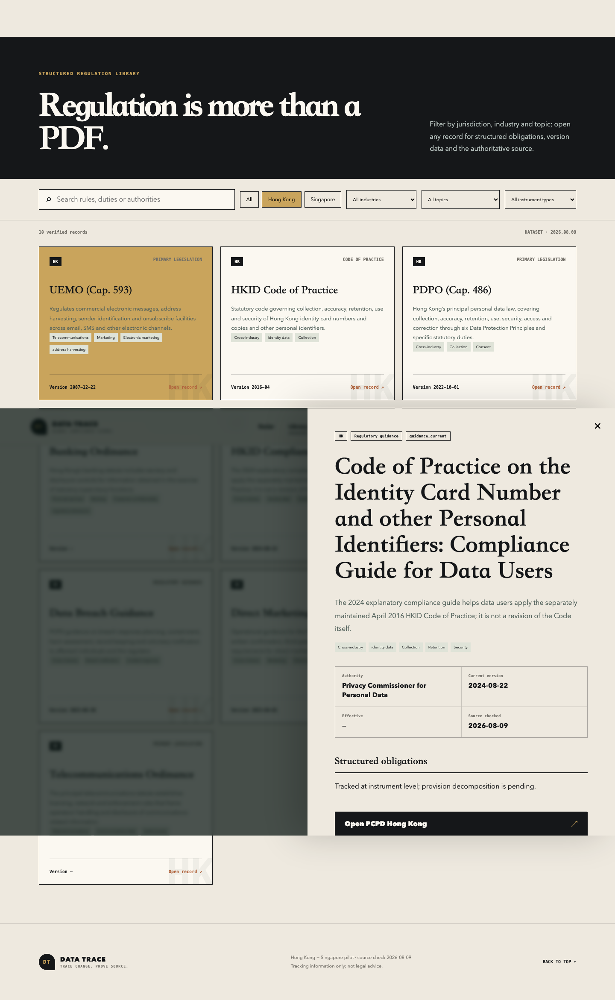 STRUCTURED REGULATION LIBRARY
Regulation is more than a
PDF.
Filter by jurisdiction, industry and topic; open
any record for structured obligations, version
data and the authoritative source.
Search rules, duties or authorities
All
Hong Kong
Singapore
All industries
All topics
All instrument types
10 verified records
DATASET · 2026.08.09
HK
PRIMARY LEGISLATION
UEMO (Cap. 593)
Regulates commercial electronic messages, address
harvesting, sender identification and unsubscribe facilities
across email, SMS and other electronic channels.
Telecommunications
Marketing
Electronic marketing
address harvesting
Version 2007-12-22
Open record ↗
HK
HK
CODE OF PRACTICE
HKID Code of Practice
Statutory code governing collection, accuracy, retention, use
and security of Hong Kong identity card numbers and
copies and other personal identifiers.
Cross-industry
identity data
Collection
Version 2016-04
Open record ↗
HK
HK
PRIMARY LEGISLATION
PDPO (Cap. 486)
Hong Kong's principal personal data law, covering
collection, accuracy, retention, use, security, access and
correction through six Data Protection Principles and
specific statutory duties.
Cross-industry
Collection
Consent
Version 2022-10-01
Open record ↗
HK
DATA TRACE
Banking Ordinance
HKID Complian
Data Breach Guidance
Direct Marketing
Telecommunications Ordinance
×
HK
Regulatory guidance
guidance_current
Code of Practice on the
Identity Card Number
and other Personal
Identifiers: Compliance
Guide for Data Users
The 2024 explanatory compliance guide helps data users apply the separately
maintained April 2016 HKID Code of Practice; it is not a revision of the Code
itself.
Cross-industry
identity data
Collection
Retention
Security
Authority
Privacy Commissioner for
Personal Data
Current version
2024-08-22
Effective
—
Source checked
2026-08-09
Structured obligations
Tracked at instrument level; provision decomposition is pending.
Open PCPD Hong Kong
↗
Version —
Open record ↗
HK
DT
DATA TRACE
TRACE CHANGE. PROVE SOURCE.
Hong Kong + Singapore pilot · source check 2026-08-09
Tracking information only; not legal advice.
BACK TO TOP ↑